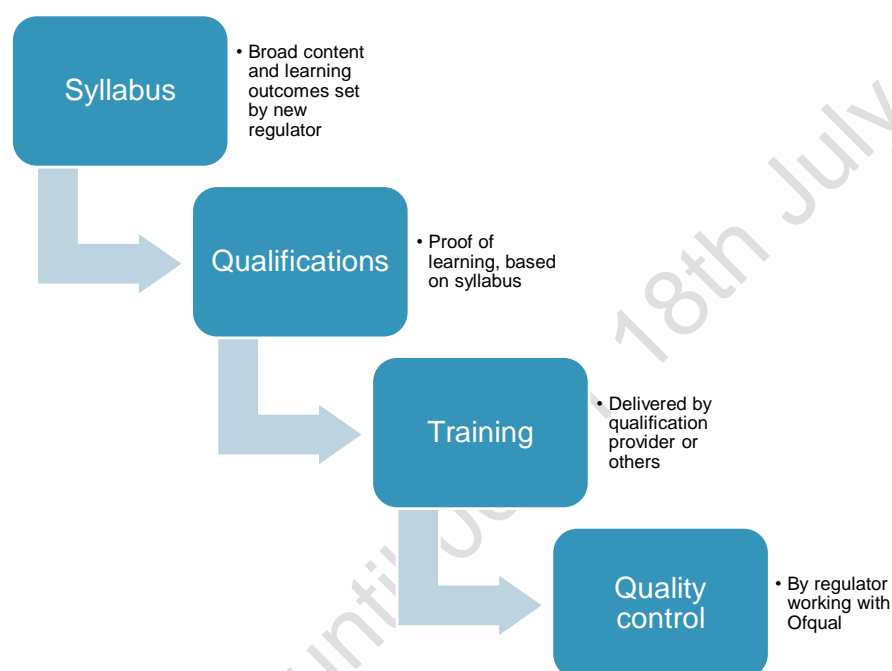 Syllabus
• Broad content
and learning
outcomes set
by new
regulator
Qualifications
• Proof of
learning, based
on syllabus
Training
• Delivered by
qualification
provider or
others
Quality
control
• By regulator
working with
Ofqual
until
18th July